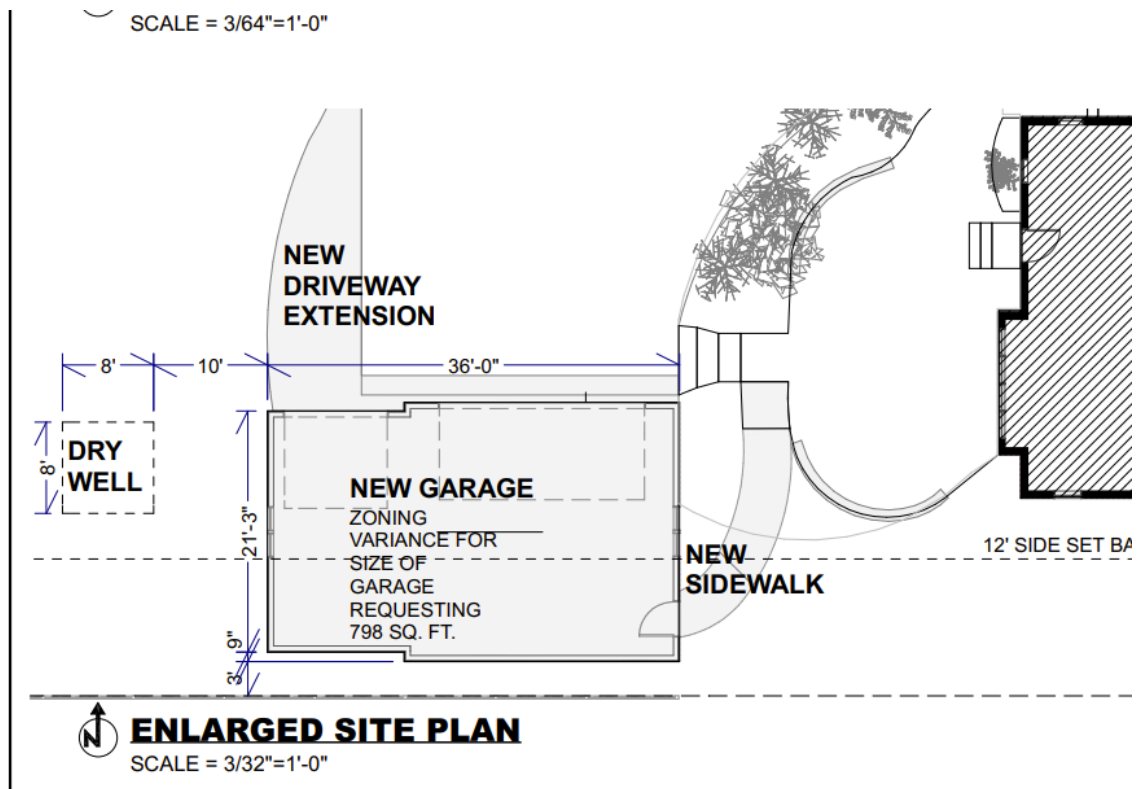 SCALE = 3/64"=1'-0"
NEW
DRIVEWAY
EXTENSION
8'
10'
36'-0"
8'
DRY
WELL
21'-3"
NEW GARAGE
ZONING
VARIANCE FOR
SIZE OF
GARAGE
REQUESTING
798 SQ. FT.
12' SIDE SET BA
NEW
SIDEWALK
9"
3'
N
ENLARGED SITE PLAN
SCALE = 3/32"=1'-0"